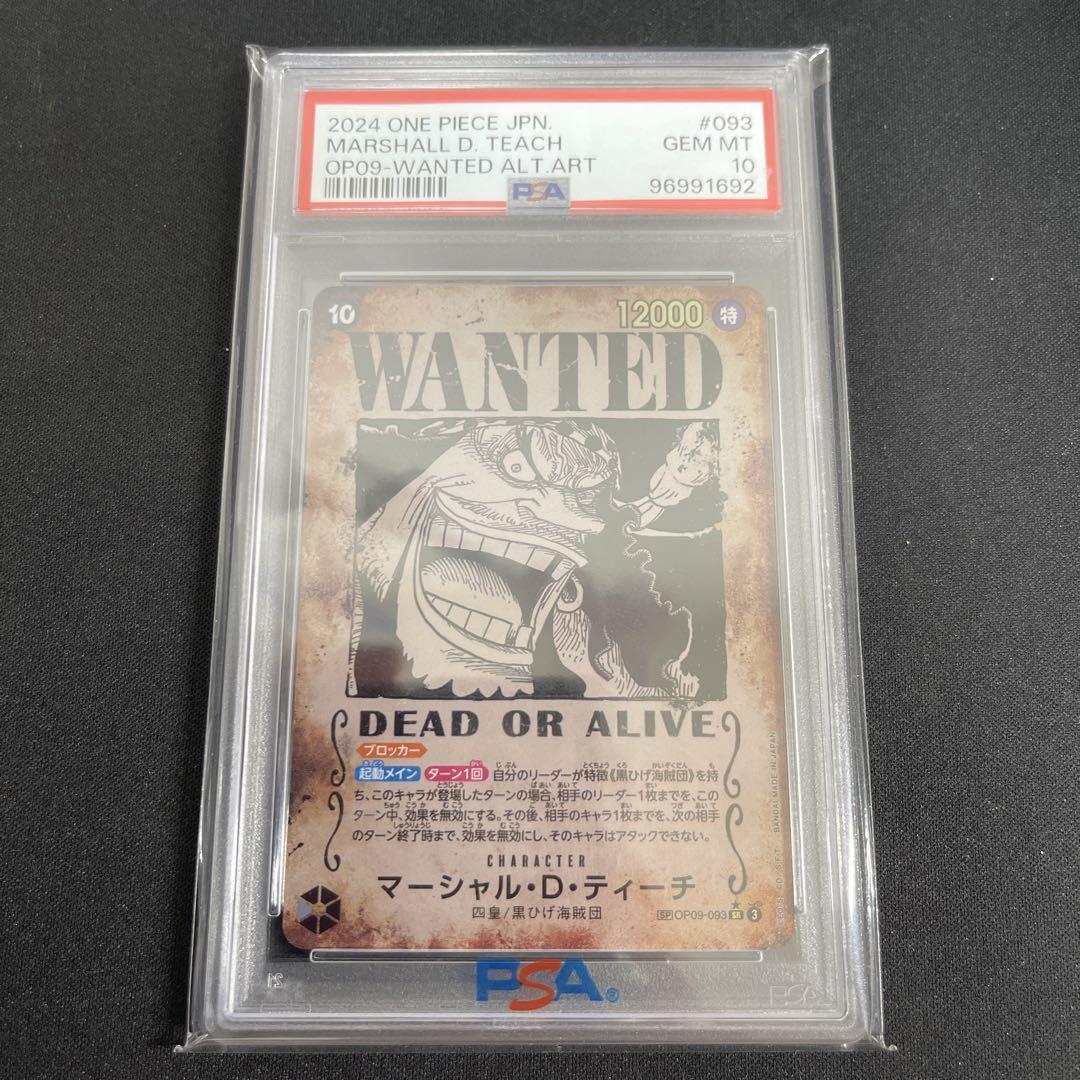 2024 ONE PIECE JPN. #093
MARSHALL D. TEACH GEM MT
OP09-WANTED ALT.ART 10
PSA 96991692
10 12000 特
WANTED
DEAD OR ALIVE
ブロッカー
起動メイン ターン1回 自分のリーダーが特徴《黒ひげ海賊団》を持
ち、このキャラが登場したターンの場合、相手のリーダー1枚までを、この
ターン中、効果を無効にする。その後、相手のキャラ1枚までを、次の相手
のターン終了時まで、効果を無効にし、そのキャラはアタックできない。
CHARACTER
マーシャル・D・ティーチ
四皇/黒ひげ海賊団
SP OP09-093 SR 3
BANDAI MADE IN JAPAN
PSA®
PSA